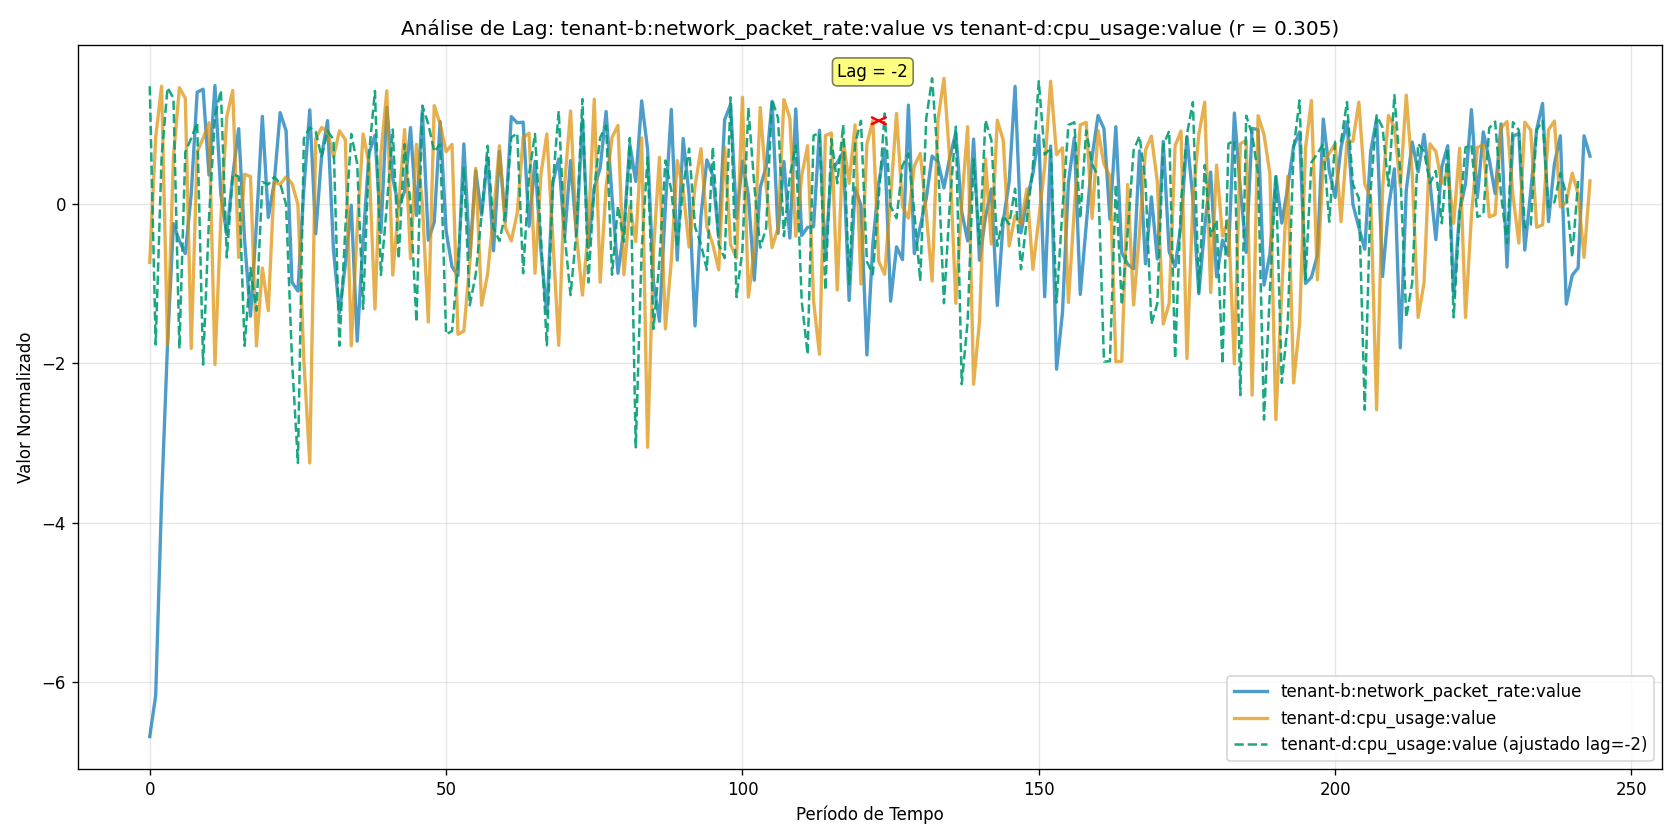 Análise de Lag: tenant-b:network_packet_rate:value vs tenant-d:cpu_usage:value (r = 0.305)
Lag = -2
Valor Normalizado
0
−2
−4
−6
tenant-b:network_packet_rate:value
tenant-d:cpu_usage:value
tenant-d:cpu_usage:value (ajustado lag=-2)
0 50 100 150 200 250
Período de Tempo